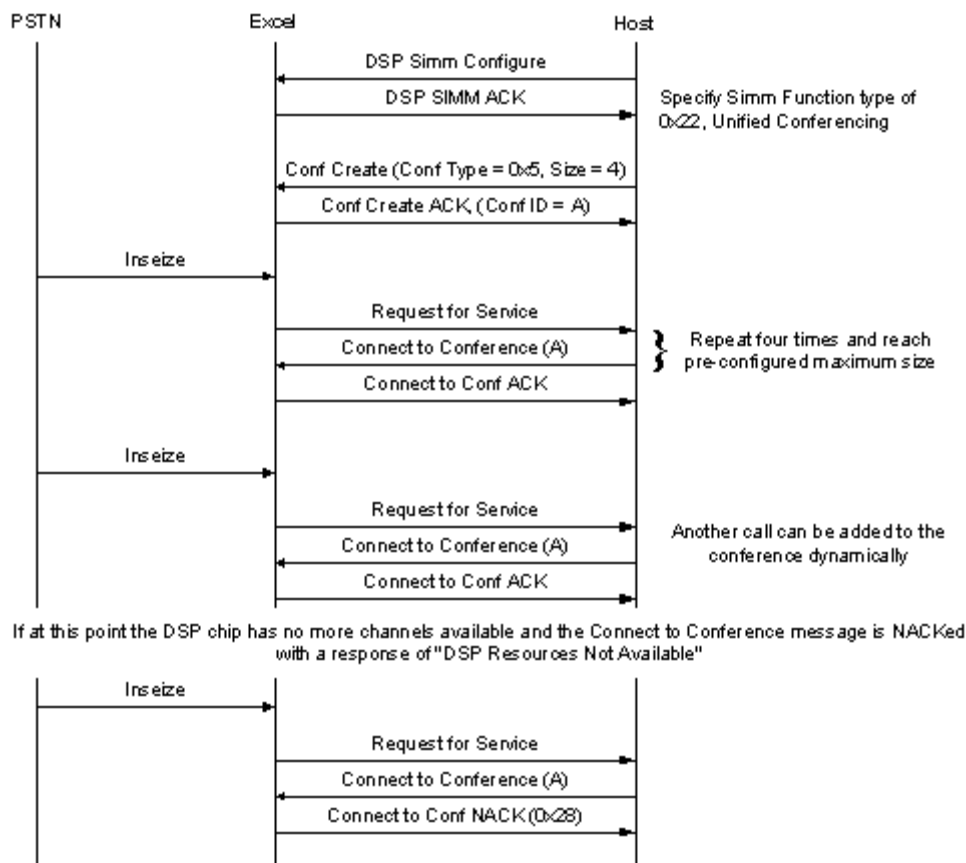 PSTN
Excel
Host
DSP Simm Configure
DSP SIMM ACK
Specify Simm Function type of
0x22, Unified Conferencing
Conf Create (Conf Type = 0x5, Size = 4)
Conf Create ACK, (Conf ID = A)
Inseize
Request for Service
Connect to Conference (A)
Connect to Conf ACK
} Repeat four times and reach
pre-configured maximum size
Inseize
Request for Service
Connect to Conference (A)
Connect to Conf ACK
Another call can be added to the
conference dynamically
If at this point the DSP chip has no more channels available and the Connect to Conference message is NACKed
with a response of "DSP Resources Not Available"
Inseize
Request for Service
Connect to Conference (A)
Connect to Conf NACK (0x28)